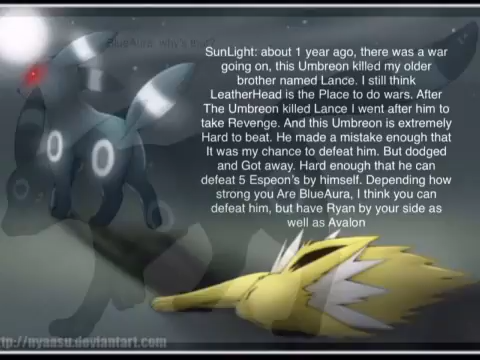 BlueAura: why's that?
SunLight: about 1 year ago, there was a war
going on, this Umbreon killed my older
brother named Lance. I still think
LeatherHead is the Place to do wars. After
The Umbreon killed Lance I went after him to
take Revenge. And this Umbreon is extremely
Hard to beat. He made a mistake enough that
It was my chance to defeat him. But dodged
and Got away. Hard enough that he can
defeat 5 Espeon's by himself. Depending how
strong you Are BlueAura, I think you can
defeat him, but have Ryan by your side as
well as Avalon
http://nyaasu.deviantart.com